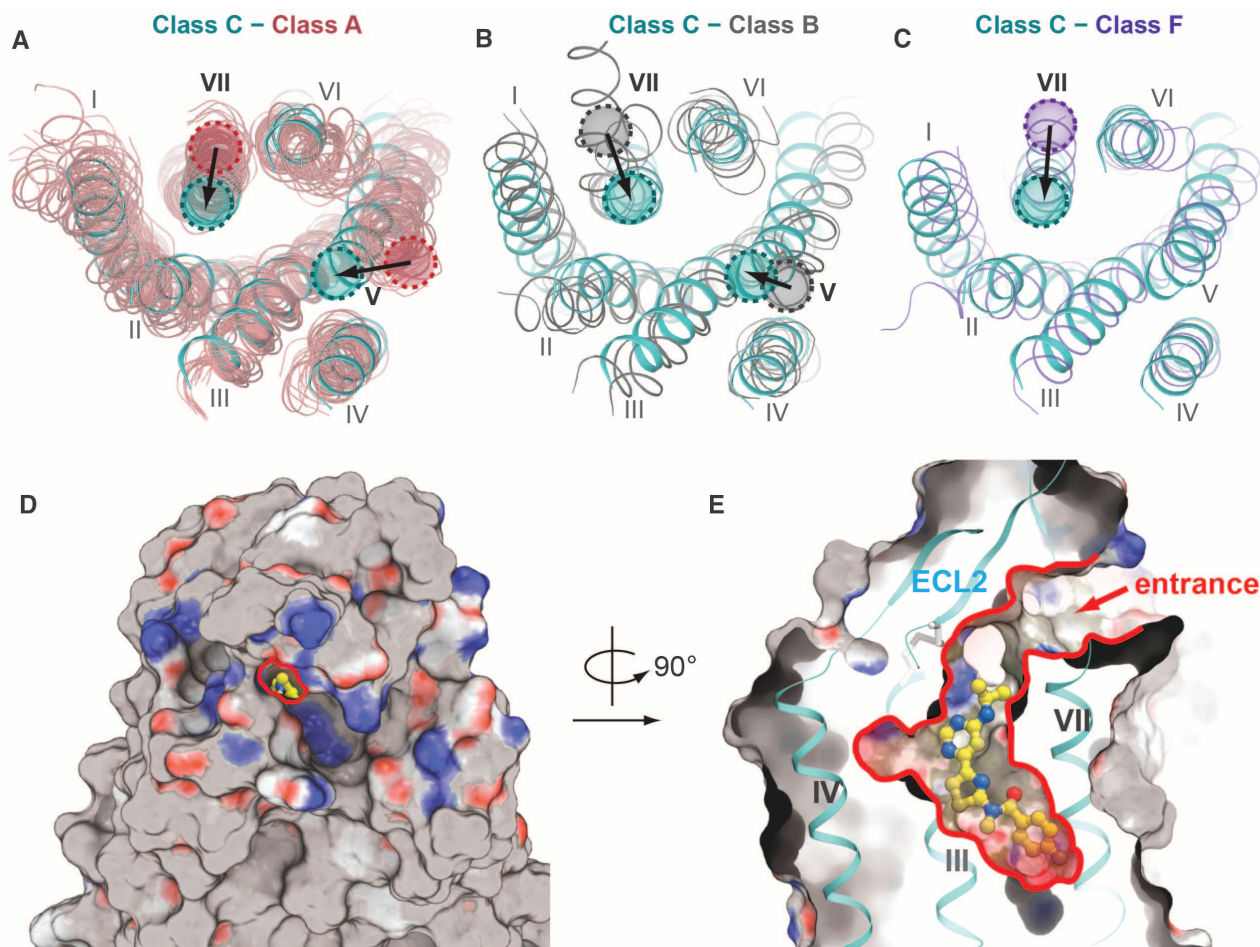 Class C – Class A
A
VII
I
VI
V
II
III
IV
Class C – Class B
B
VII
I
VI
V
II
III
IV
Class C – Class F
C
VII
I
VI
V
II
III
IV
D
90°
E
ECL2
entrance
VII
IV
III